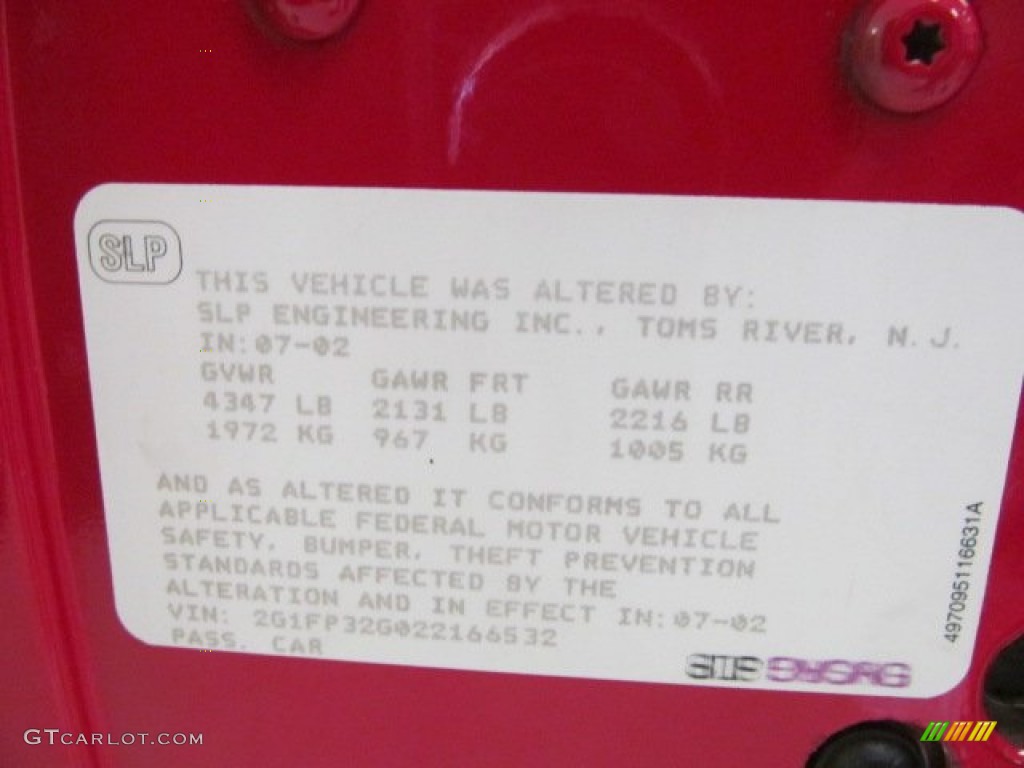 SLP
THIS VEHICLE WAS ALTERED BY:
SLP ENGINEERING INC., TOMS RIVER, N.J.
IN:07-02
GVWR GAWR FRT GAWR RR
4347 LB 2131 LB 2216 LB
1972 KG 967 KG 1005 KG
AND AS ALTERED IT CONFORMS TO ALL
APPLICABLE FEDERAL MOTOR VEHICLE
SAFETY, BUMPER, THEFT PREVENTION
STANDARDS AFFECTED BY THE
ALTERATION AND IN EFFECT IN:07-02
VIN: 2G1FP32G022166532
PASS. CAR
497095116631A
GTCARLOT.COM